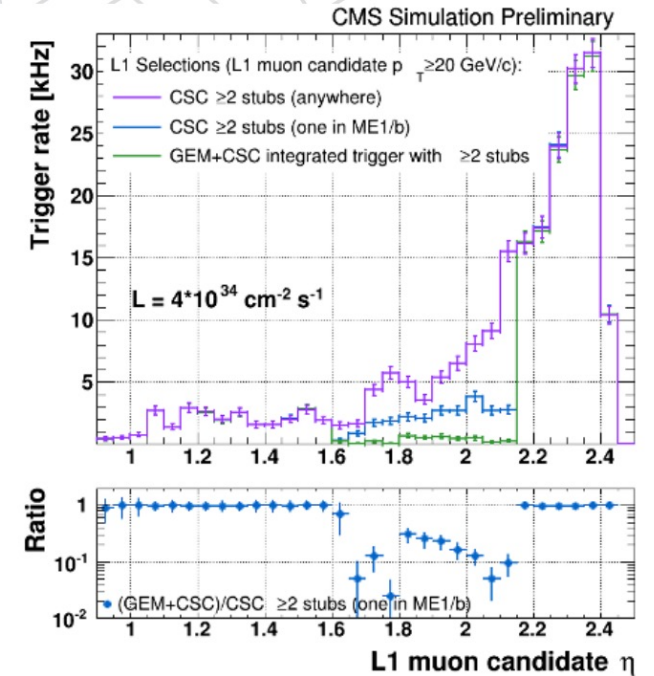 CMS Simulation Preliminary
Trigger rate [kHz]
L1 Selections (L1 muon candidate p T≥20 GeV/c):
CSC ≥2 stubs (anywhere)
CSC ≥2 stubs (one in ME1/b)
GEM+CSC integrated trigger with ≥2 stubs
L = 4*10^34 cm^-2 s^-1
30
25
20
15
10
5
1 1.2 1.4 1.6 1.8 2 2.2 2.4
Ratio
1
10^-1
10^-2
(GEM+CSC)/CSC ≥2 stubs (one in ME1/b)
1 1.2 1.4 1.6 1.8 2 2.2 2.4
L1 muon candidate η